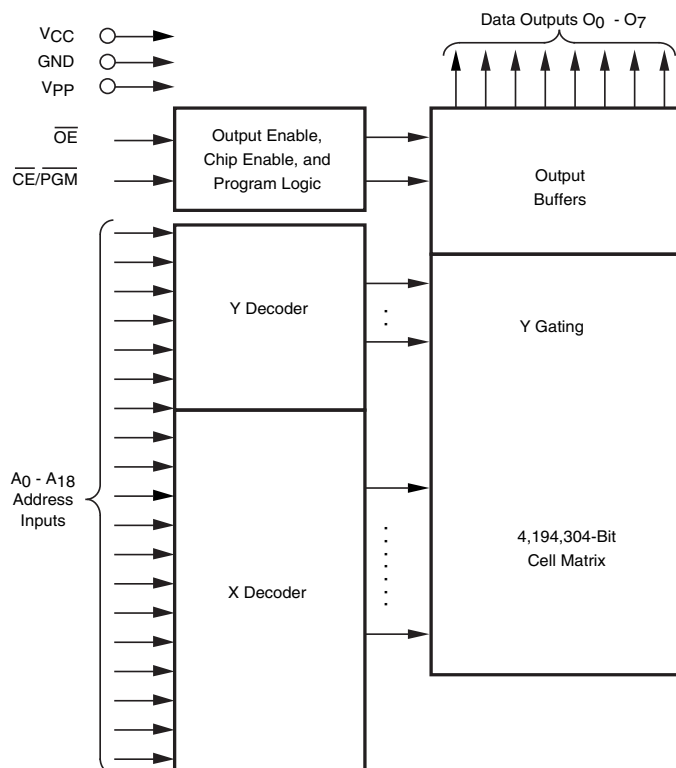 Data Outputs O0 - O7
VCC
GND
VPP
OE
CE/PGM
Output Enable,
Chip Enable, and
Program Logic
Output
Buffers
Y Decoder
Y Gating
A0 - A18
Address
Inputs
X Decoder
4,194,304-Bit
Cell Matrix